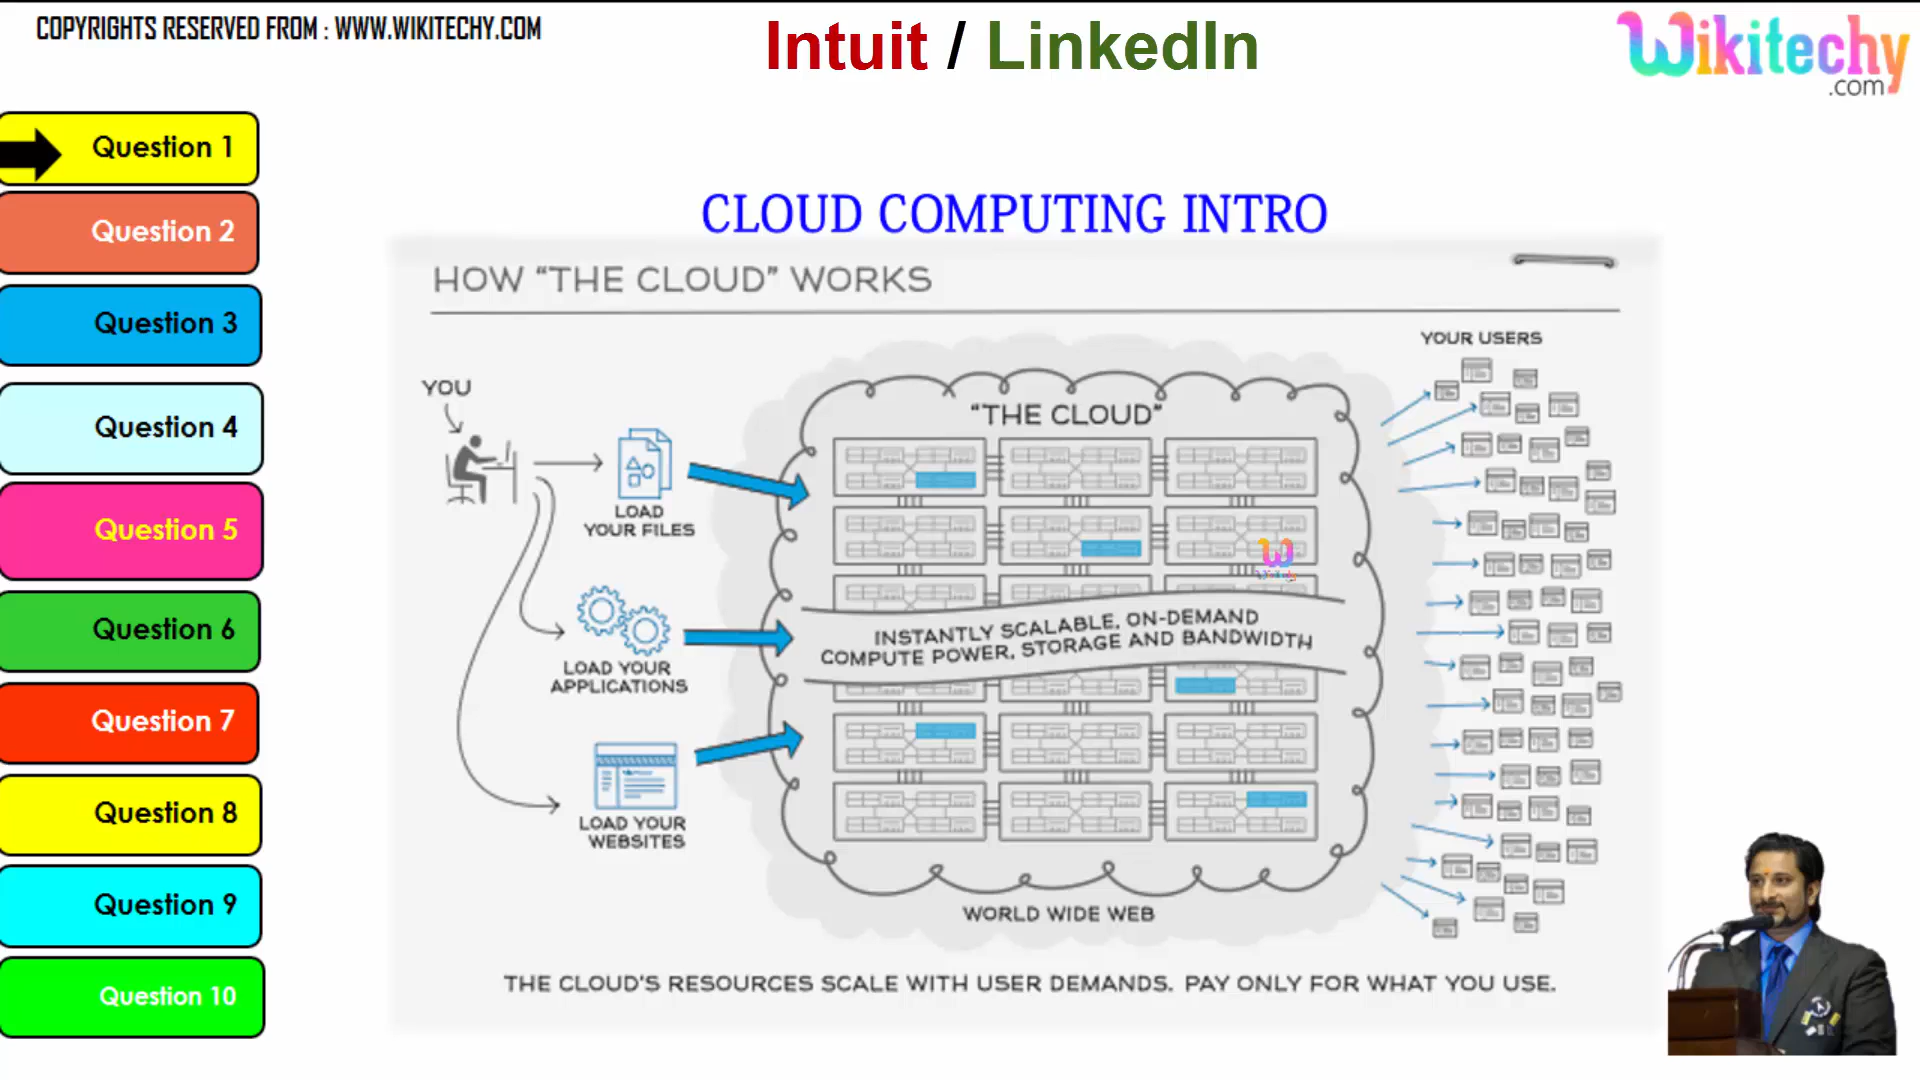 COPYRIGHTS RESERVED FROM : WWW.WIKITECHY.COM
Intuit / LinkedIn
Wikitechy
.com
Question 1
Question 2
Question 3
Question 4
Question 5
Question 6
Question 7
Question 8
Question 9
Question 10
CLOUD COMPUTING INTRO
HOW “THE CLOUD” WORKS
YOU
LOAD
YOUR FILES
LOAD YOUR
APPLICATIONS
LOAD YOUR
WEBSITES
“THE CLOUD”
Wikitechy
INSTANTLY SCALABLE, ON-DEMAND
COMPUTE POWER, STORAGE AND BANDWIDTH
WORLD WIDE WEB
YOUR USERS
THE CLOUD'S RESOURCES SCALE WITH USER DEMANDS. PAY ONLY FOR WHAT YOU USE.